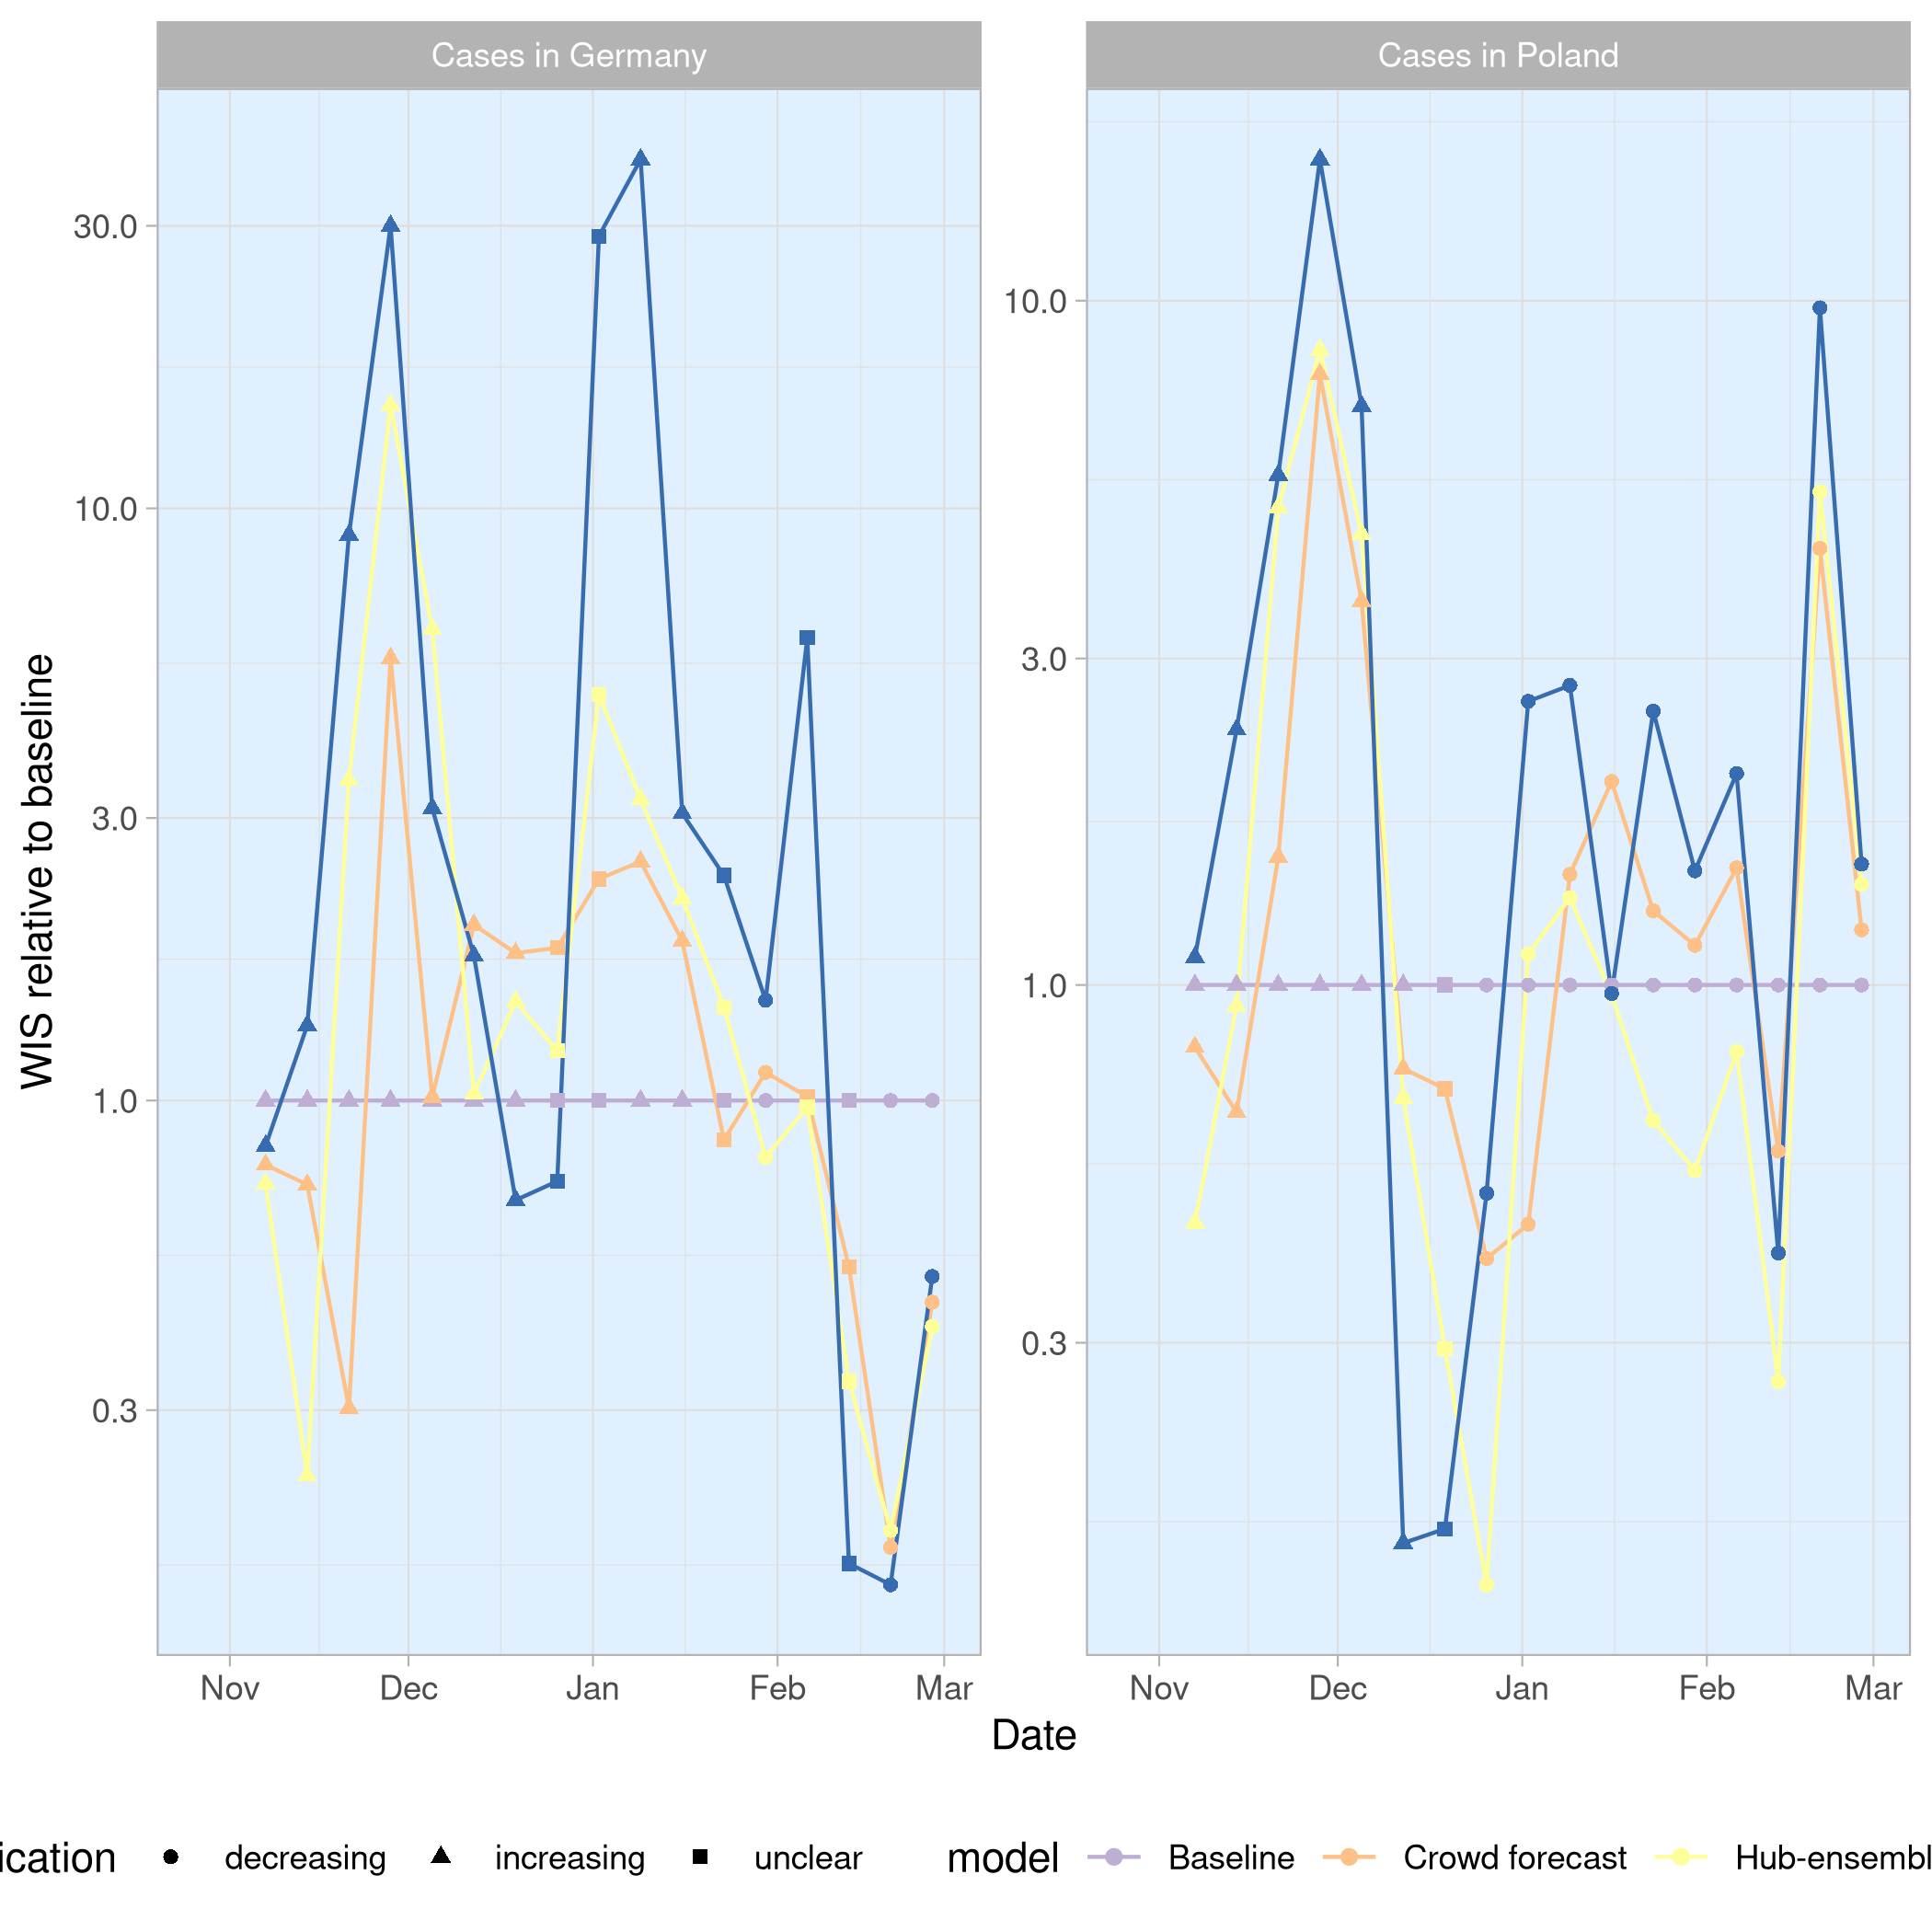 Cases in Germany
Cases in Poland
WIS relative to baseline
30.0
10.0
3.0
1.0
0.3
10.0
3.0
1.0
0.3
Nov Dec Jan Feb Mar
Nov Dec Jan Feb Mar
Date
ication decreasing increasing unclear model Baseline Crowd forecast Hub-ensembl